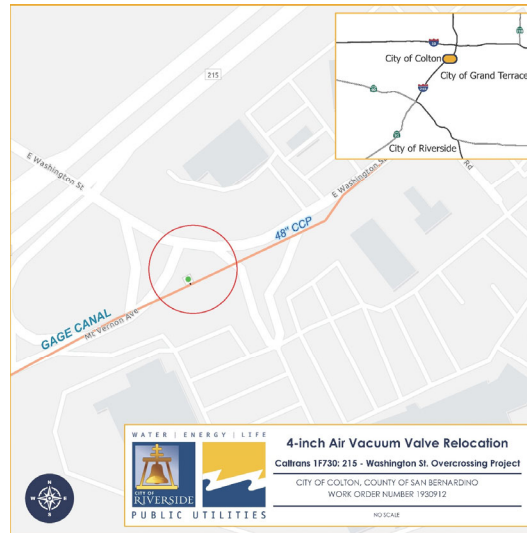 215
City of Colton
City of Grand Terrace
City of Riverside
E Washington St
E Washington St
Rd
48" CCP
Mt Vernon Ave
GAGE CANAL
WATER | ENERGY | LIFE
CITY OF
RIVERSIDE
PUBLIC UTILITIES
4-inch Air Vacuum Valve Relocation
Caltrans 1F730: 215 - Washington St. Overcrossing Project
CITY OF COLTON, COUNTY OF SAN BERNARDINO
WORK ORDER NUMBER 1930912
NO SCALE
N
W E
S